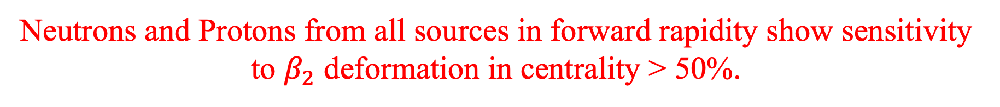 Neutrons and Protons from all sources in forward rapidity show sensitivity
to β₂ deformation in centrality > 50%.